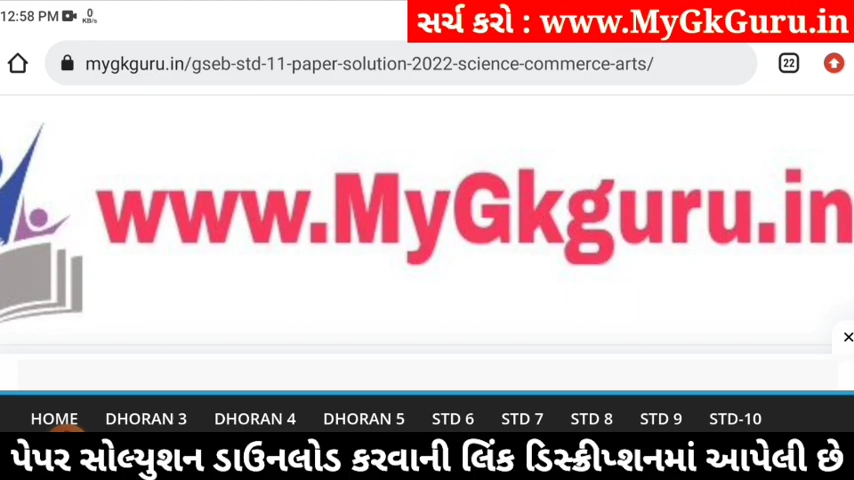 12:58 PM 0 KB/s
સર્ચ કરો : www.MyGkGuru.in
mygkguru.in/gseb-std-11-paper-solution-2022-science-commerce-arts/
22
www.MyGkguru.in
×
HOME DHORAN 3 DHORAN 4 DHORAN 5 STD 6 STD 7 STD 8 STD 9 STD-10
પેપર સોલ્યુશન ડાઉનલોડ કરવાની લિંક ડિસ્ક્રીપ્શનમાં આપેલી છે